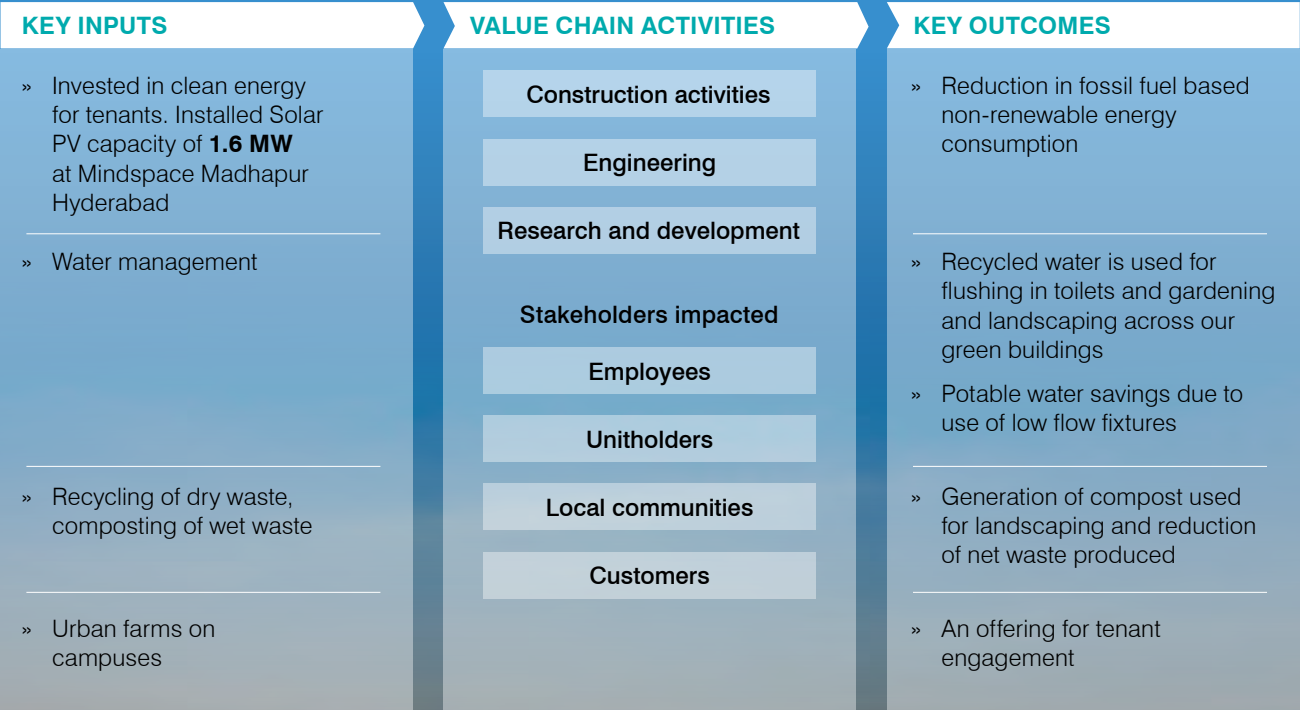 KEY INPUTS
» Invested in clean energy
for tenants. Installed Solar
PV capacity of 1.6 MW
at Mindspace Madhapur
Hyderabad
» Water management
» Recycling of dry waste,
composting of wet waste
» Urban farms on
campuses
VALUE CHAIN ACTIVITIES
Construction activities
Engineering
Research and development
Stakeholders impacted
Employees
Unitholders
Local communities
Customers
KEY OUTCOMES
» Reduction in fossil fuel based
non-renewable energy
consumption
» Recycled water is used for
flushing in toilets and gardening
and landscaping across our
green buildings
» Potable water savings due to
use of low flow fixtures
» Generation of compost used
for landscaping and reduction
of net waste produced
» An offering for tenant
engagement